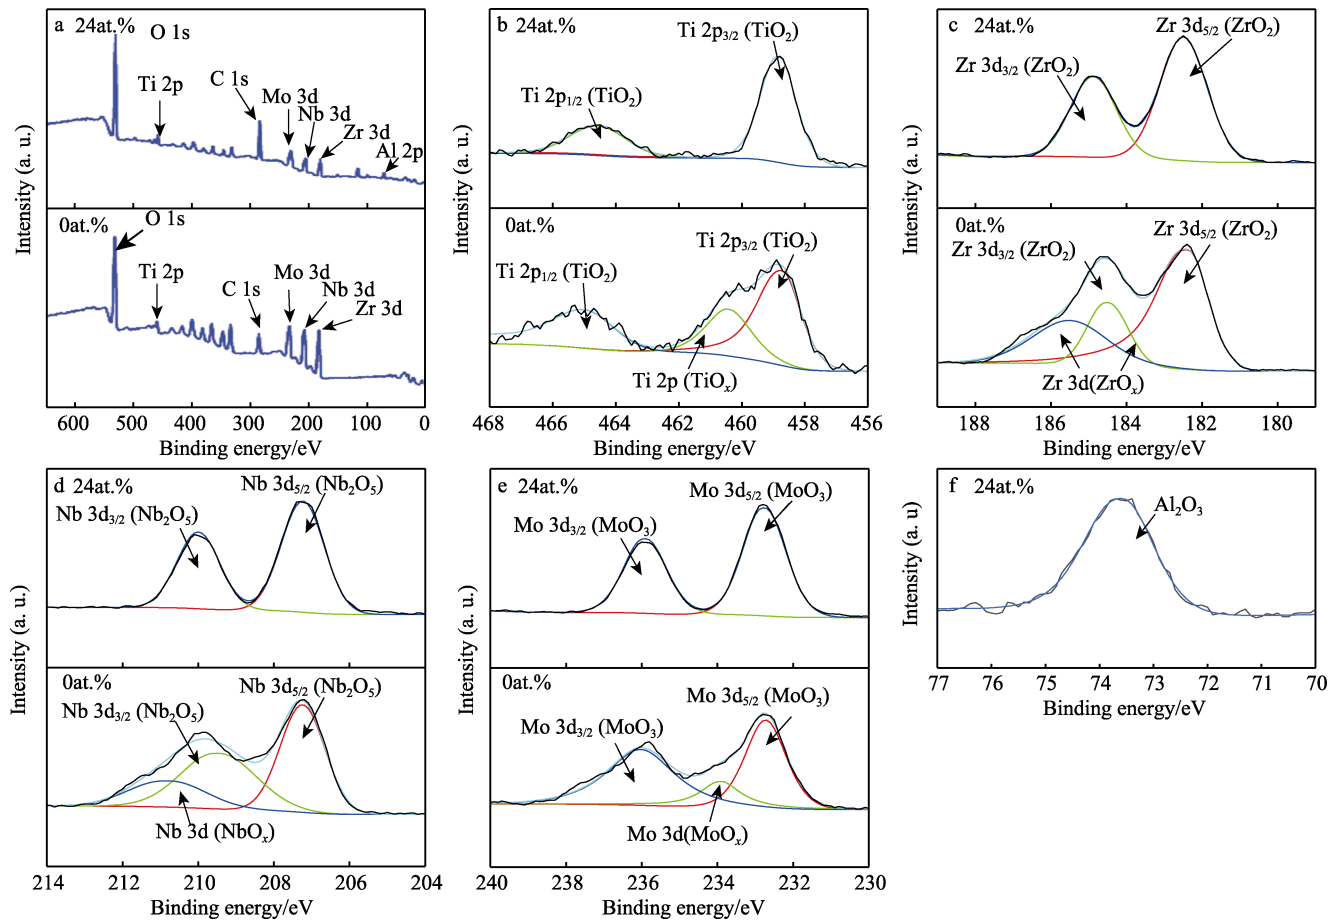 a 24at.%
O 1s
Ti 2p
C 1s
Mo 3d
Nb 3d
Zr 3d
Al 2p
0at.%
O 1s
Ti 2p
C 1s
Mo 3d
Nb 3d
Zr 3d
Intensity (a. u.)
600 500 400 300 200 100 0
Binding energy/eV
b 24at.%
Ti 2p3/2 (TiO2)
Ti 2p1/2 (TiO2)
0at.%
Ti 2p3/2 (TiO2)
Ti 2p1/2 (TiO2)
Ti 2p (TiOx)
Intensity (a. u.)
468 466 464 462 460 458 456
Binding energy/eV
c 24at.%
Zr 3d5/2 (ZrO2)
Zr 3d3/2 (ZrO2)
0at.%
Zr 3d5/2 (ZrO2)
Zr 3d3/2 (ZrO2)
Zr 3d(ZrOx)
Intensity (a. u.)
188 186 184 182 180
Binding energy/eV
d 24at.%
Nb 3d5/2 (Nb2O5)
Nb 3d3/2 (Nb2O5)
0at.%
Nb 3d5/2 (Nb2O5)
Nb 3d3/2 (Nb2O5)
Nb 3d (NbOx)
Intensity (a. u.)
214 212 210 208 206 204
Binding energy/eV
e 24at.%
Mo 3d5/2 (MoO3)
Mo 3d3/2 (MoO3)
0at.%
Mo 3d5/2 (MoO3)
Mo 3d3/2 (MoO3)
Mo 3d(MoOx)
Intensity (a. u.)
240 238 236 234 232 230
Binding energy/eV
f 24at.%
Al2O3
Intensity (a. u)
77 76 75 74 73 72 71 70
Binding energy/eV